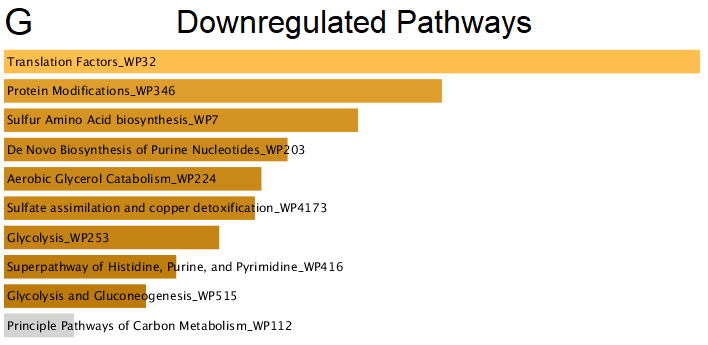 G
Downregulated Pathways
Translation Factors_WP32
Protein Modifications_WP346
Sulfur Amino Acid biosynthesis_WP7
De Novo Biosynthesis of Purine Nucleotides_WP203
Aerobic Glycerol Catabolism_WP224
Sulfate assimilation and copper detoxification_WP4173
Glycolysis_WP253
Superpathway of Histidine, Purine, and Pyrimidine_WP416
Glycolysis and Gluconeogenesis_WP515
Principle Pathways of Carbon Metabolism_WP112